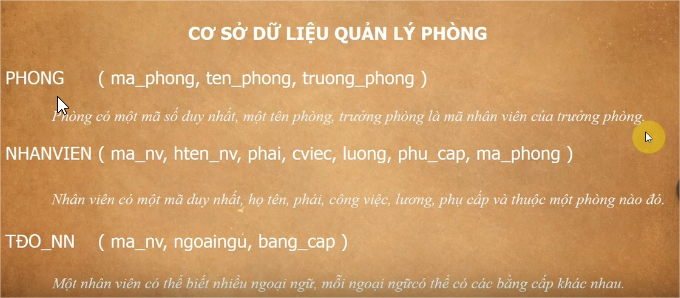 CƠ SỞ DỮ LIỆU QUẢN LÝ PHÒNG
PHONG ( ma_phong, ten_phong, truong_phong )
Phòng có một mã số duy nhất, một tên phòng, trưởng phòng là mã nhân viên của trưởng phòng.
NHANVIEN ( ma_nv, hten_nv, phai, cviec, luong, phu_cap, ma_phong )
Nhân viên có một mã duy nhất, họ tên, phái, công việc, lương, phụ cấp và thuộc một phòng nào đó.
TĐO_NN ( ma_nv, ngoaingu, bang_cap )
Một nhân viên có thể biết nhiều ngoại ngữ, mỗi ngoại ngữcó thể có các bằng cấp khác nhau.